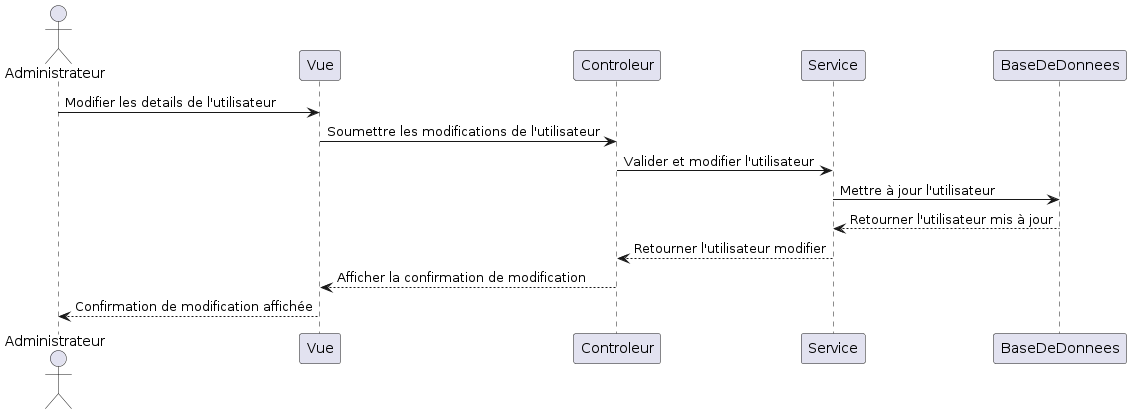 Administrateur
Vue
Controleur
Service
BaseDeDonnees
Modifier les details de l'utilisateur
Soumettre les modifications de l'utilisateur
Valider et modifier l'utilisateur
Mettre à jour l'utilisateur
Retourner l'utilisateur mis à jour
Retourner l'utilisateur modifier
Afficher la confirmation de modification
Confirmation de modification affichée
Administrateur
Vue
Controleur
Service
BaseDeDonnees